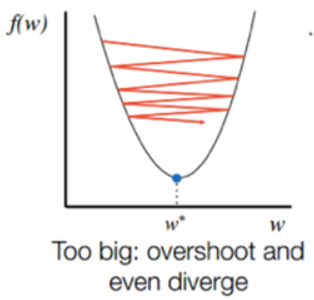 f(w)
w* w
Too big: overshoot and
even diverge